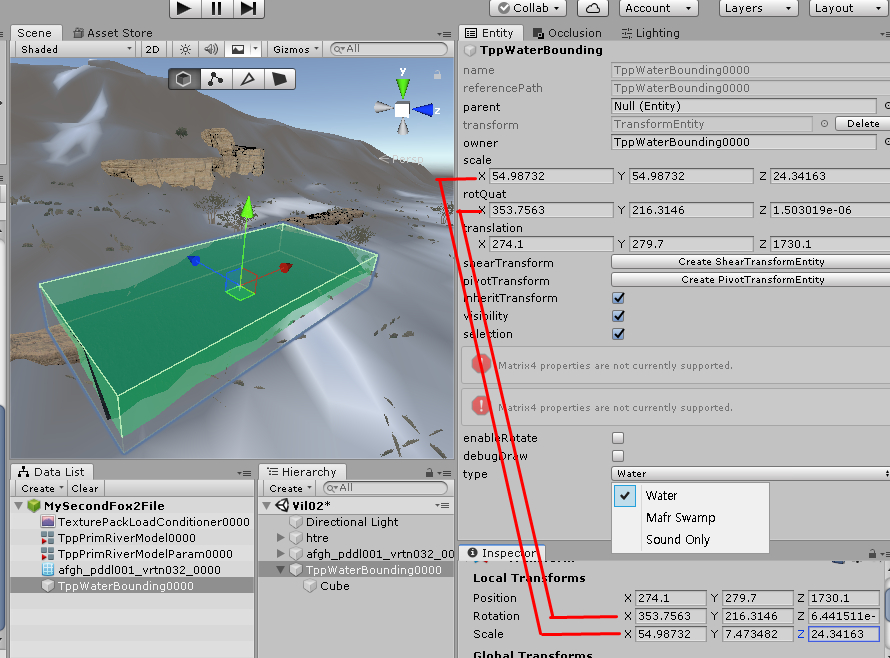 Collab
Account
Layers
Layout
Scene
Asset Store
Shaded
2D
Gizmos
All
y
z
Persp
Entity
Occlusion
Lighting
TppWaterBounding
name TppWaterBounding0000
referencePath TppWaterBounding0000
parent Null (Entity)
transform TransformEntity Delete
owner TppWaterBounding0000
scale
X 54.98732 Y 54.98732 Z 24.34163
rotQuat
X 353.7563 Y 216.3146 Z 1.503019e-06
translation
X 274.1 Y 279.7 Z 1730.1
shearTransform Create ShearTransformEntity
pivotTransform Create PivotTransformEntity
inheritTransform
visibility
selection
Matrix4 properties are not currently supported.
Matrix4 properties are not currently supported.
enableRotate
debugDraw
type Water
Water
Mafr Swamp
Sound Only
Data List
Create Clear
MySecondFox2File
TexturePackLoadConditioner0000
TppPrimRiverModel0000
TppPrimRiverModelParam0000
afgh_pddl001_vrtn032_0000
TppWaterBounding0000
Hierarchy
Create All
Vil02*
Directional Light
htre
afgh_pddl001_vrtn032_00
TppWaterBounding0000
Cube
Inspector
Local Transforms
Position X 274.1 Y 279.7 Z 1730.1
Rotation X 353.7563 Y 216.3146 Z 6.441511e-
Scale X 54.98732 Y 7.473482 Z 24.34163
Global Transforms